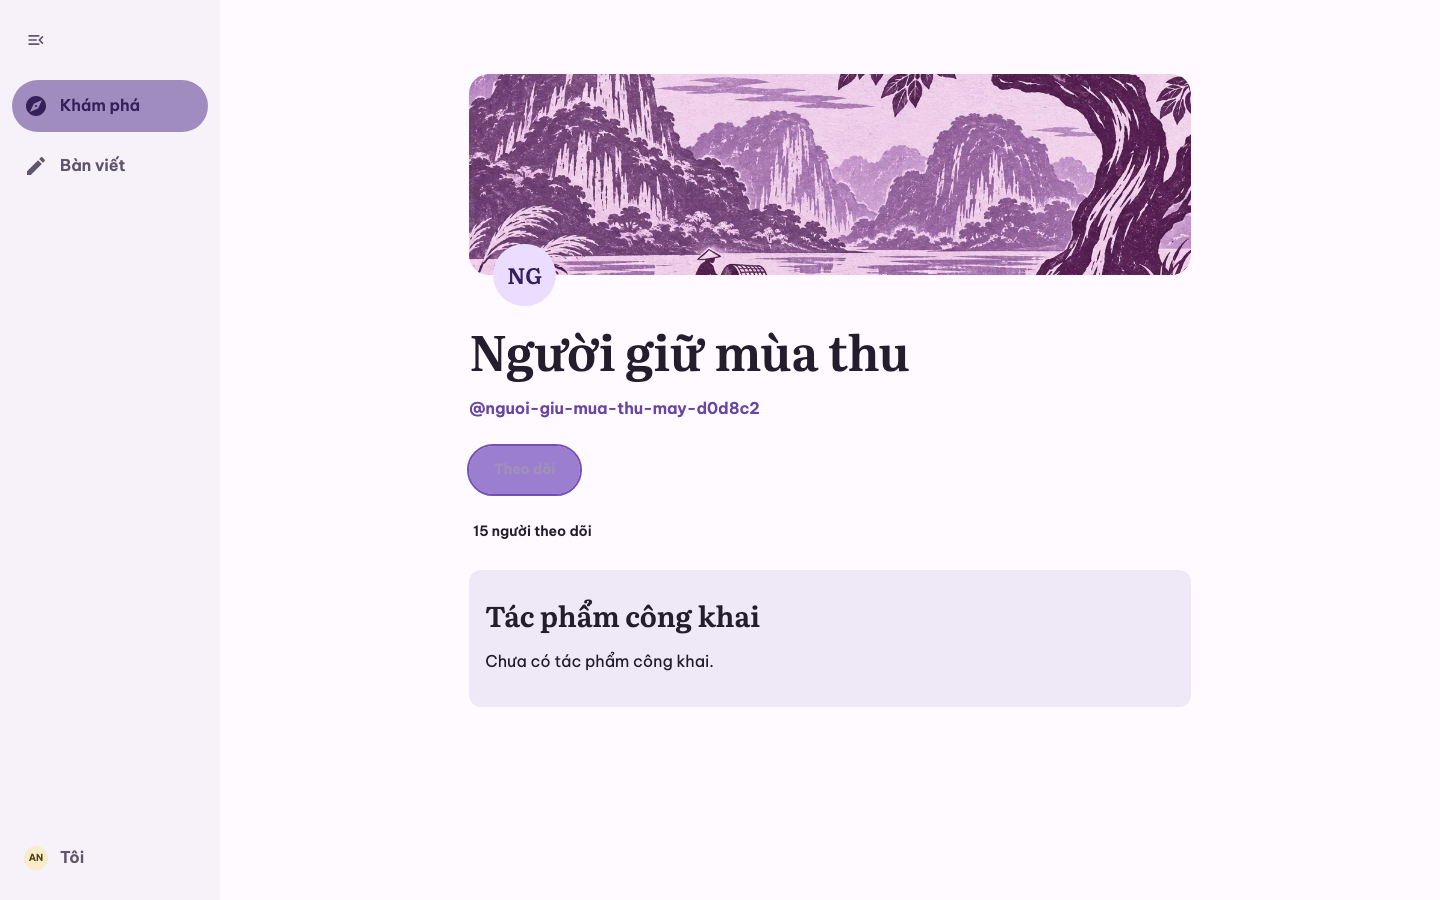 Khám phá
Bàn viết
NG
Người giữ mùa thu
@nguoi-giu-mua-thu-may-d0d8c2
Theo dõi
15 người theo dõi
Tác phẩm công khai
Chưa có tác phẩm công khai.
AN
Tôi